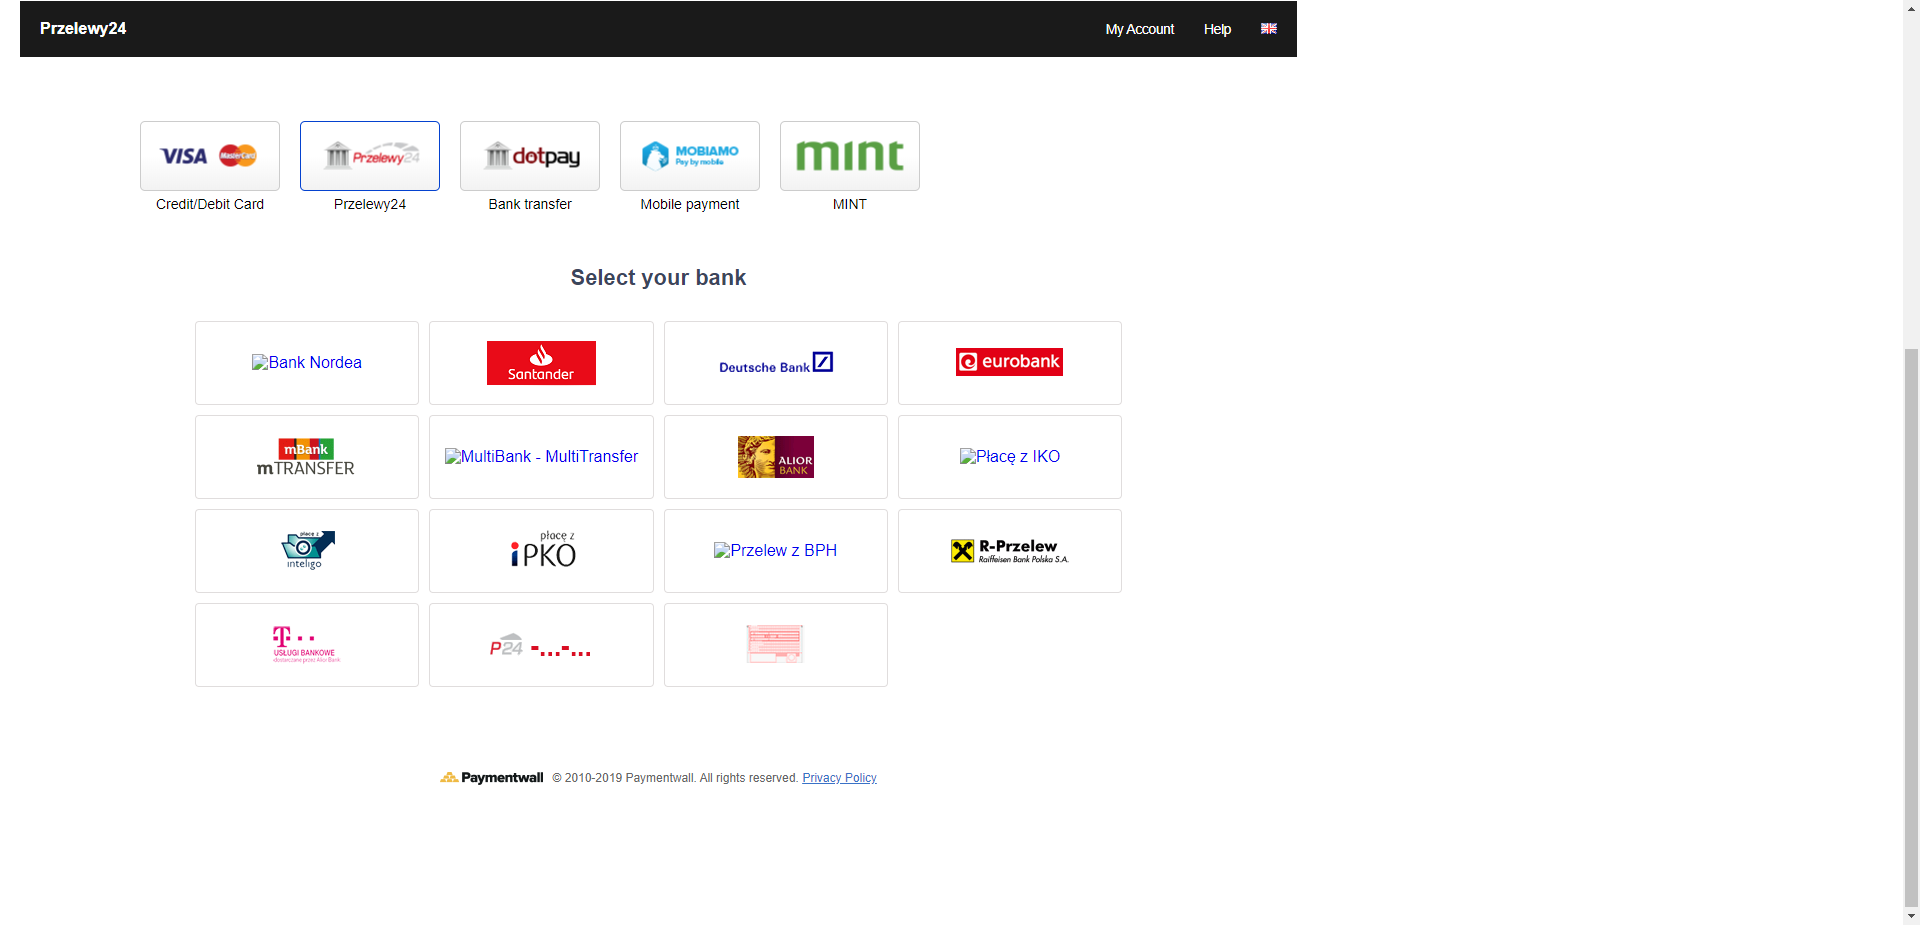 Przelewy24
My Account Help
VISA MasterCard
Przelewy24
dotpay
MOBIAMO
Pay by mobile
mint
Credit/Debit Card
Przelewy24
Bank transfer
Mobile payment
MINT
Select your bank
Bank Nordea
Santander
Deutsche Bank
eurobank
mBank
mTRANSFER
MultiBank - MultiTransfer
ALIOR
BANK
Płacę z IKO
płacę z
inteligo
płacę z
iPKO
Przelew z BPH
R-Przelew
Raiffeisen Bank Polska S.A.
T
USŁUGI BANKOWE
dostarczane przez Alior Bank
P24 -...-...
Paymentwall © 2010-2019 Paymentwall. All rights reserved. Privacy Policy